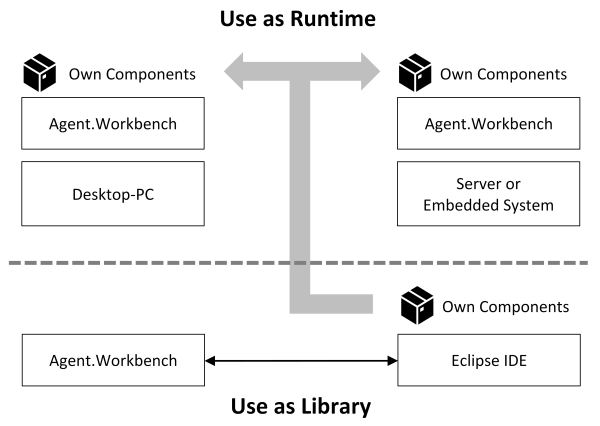 Use as Runtime
Own Components
Own Components
Agent.Workbench
Agent.Workbench
Desktop-PC
Server or
Embedded System
Own Components
Agent.Workbench
Eclipse IDE
Use as Library